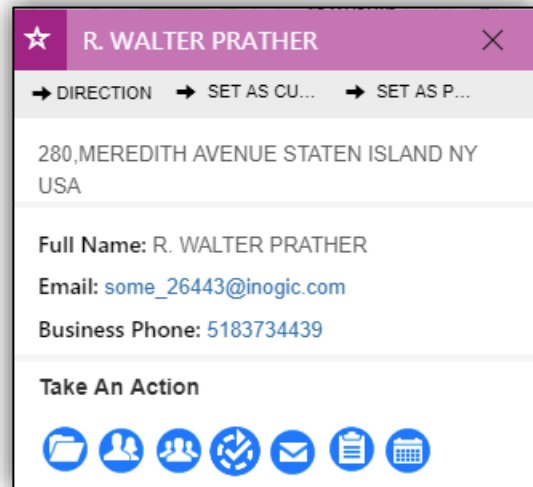 R. WALTER PRATHER
DIRECTION SET AS CU... SET AS P...
280,MEREDITH AVENUE STATEN ISLAND NY
USA
Full Name: R. WALTER PRATHER
Email: some_26443@inogic.com
Business Phone: 5183734439
Take An Action